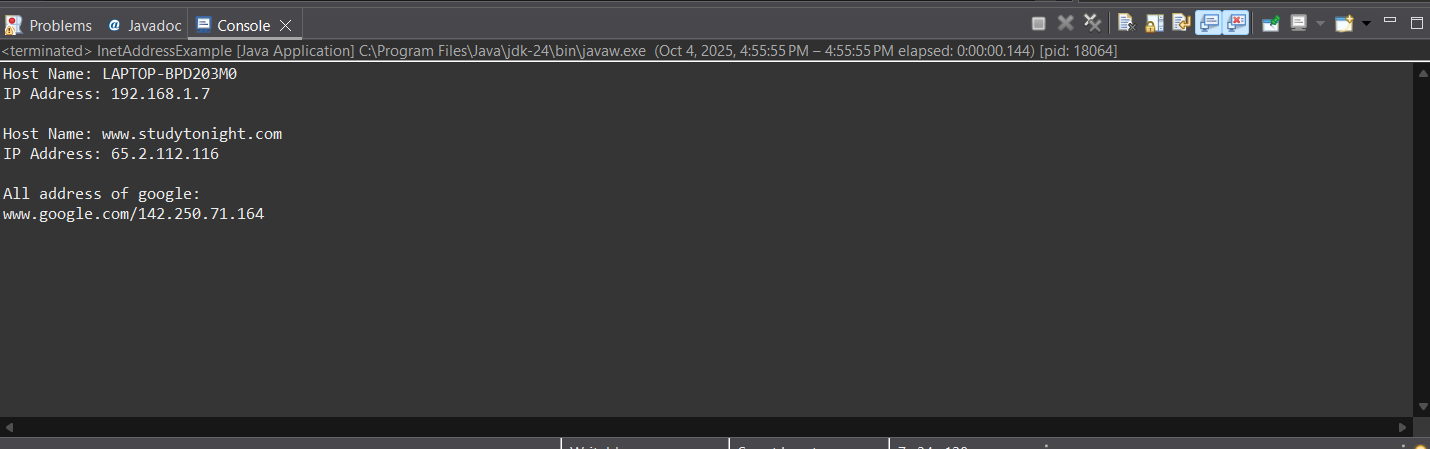 Problems @ Javadoc Console
<terminated> InetAddressExample [Java Application] C:\Program Files\Java\jdk-24\bin\javaw.exe (Oct 4, 2025, 4:55:55 PM – 4:55:55 PM elapsed: 0:00:00.144) [pid: 18064]
Host Name: LAPTOP-BPD203M0
IP Address: 192.168.1.7
Host Name: www.studytonight.com
IP Address: 65.2.112.116
All address of google:
www.google.com/142.250.71.164